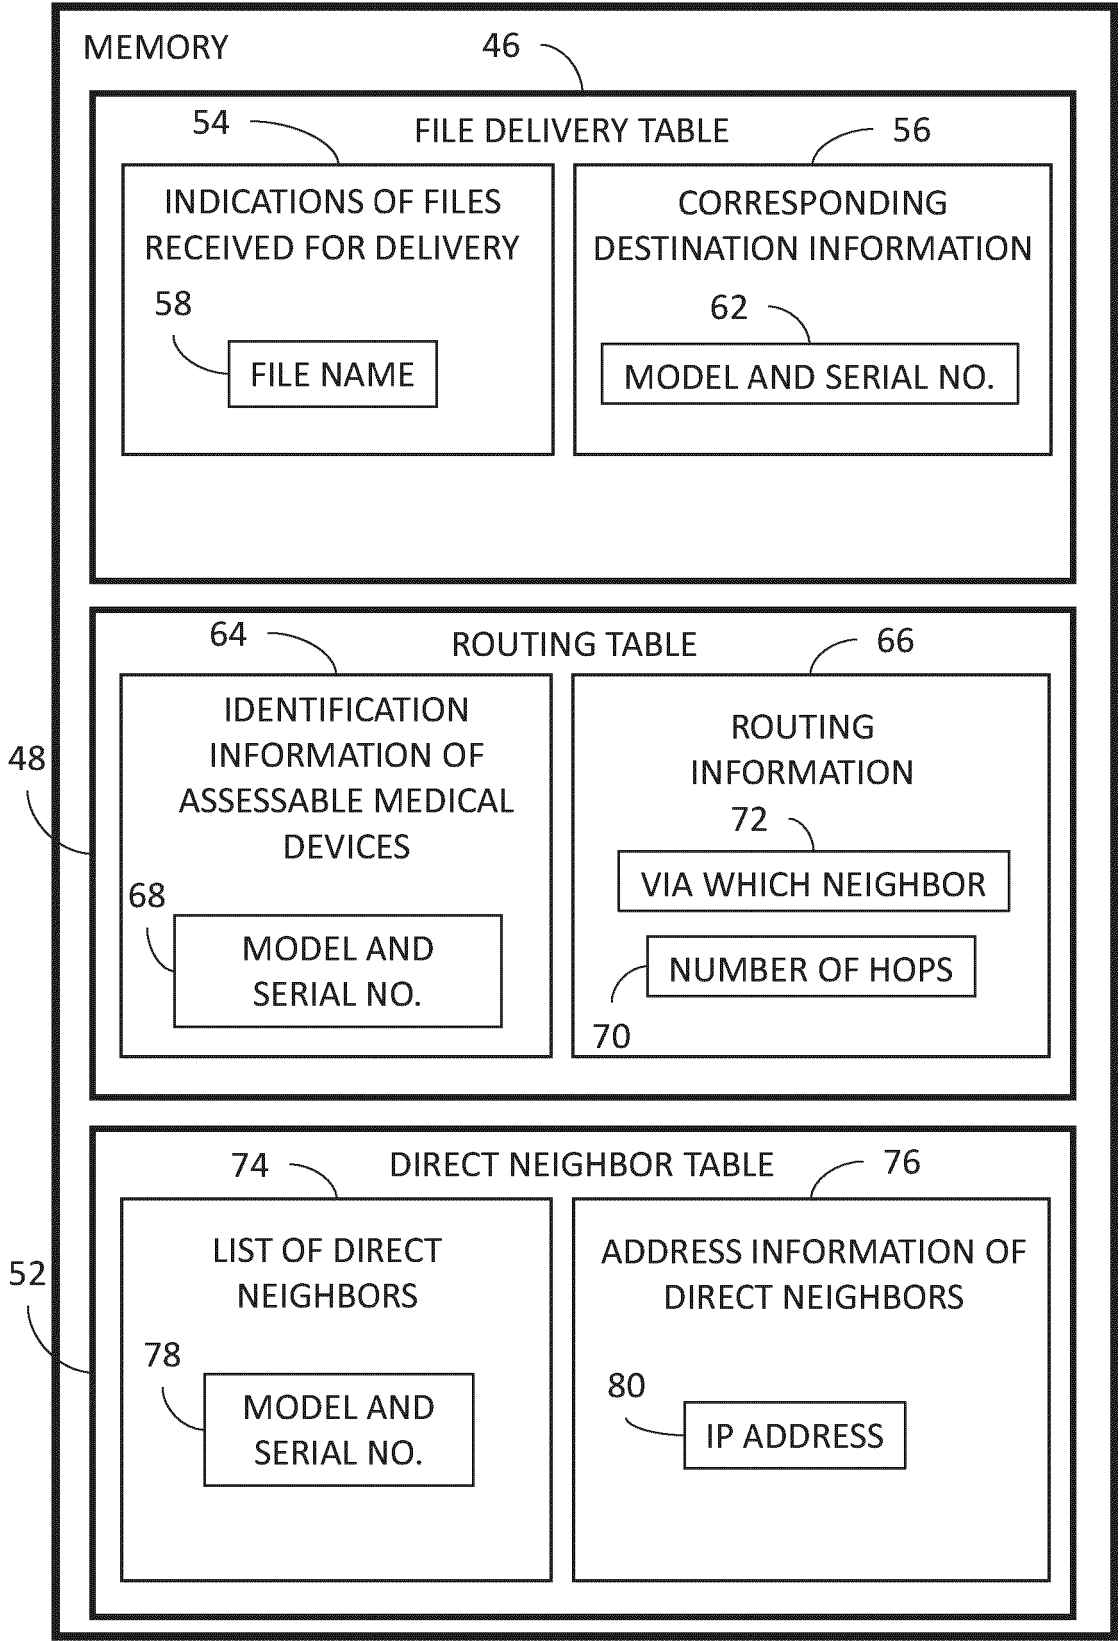 MEMORY
46
FILE DELIVERY TABLE
54
56
INDICATIONS OF FILES
RECEIVED FOR DELIVERY
58
FILE NAME
CORRESPONDING
DESTINATION INFORMATION
62
MODEL AND SERIAL NO.
48
ROUTING TABLE
64
66
IDENTIFICATION
INFORMATION OF
ASSESSABLE MEDICAL
DEVICES
68
MODEL AND
SERIAL NO.
ROUTING
INFORMATION
72
VIA WHICH NEIGHBOR
NUMBER OF HOPS
70
52
DIRECT NEIGHBOR TABLE
74
76
LIST OF DIRECT
NEIGHBORS
78
MODEL AND
SERIAL NO.
ADDRESS INFORMATION OF
DIRECT NEIGHBORS
80
IP ADDRESS